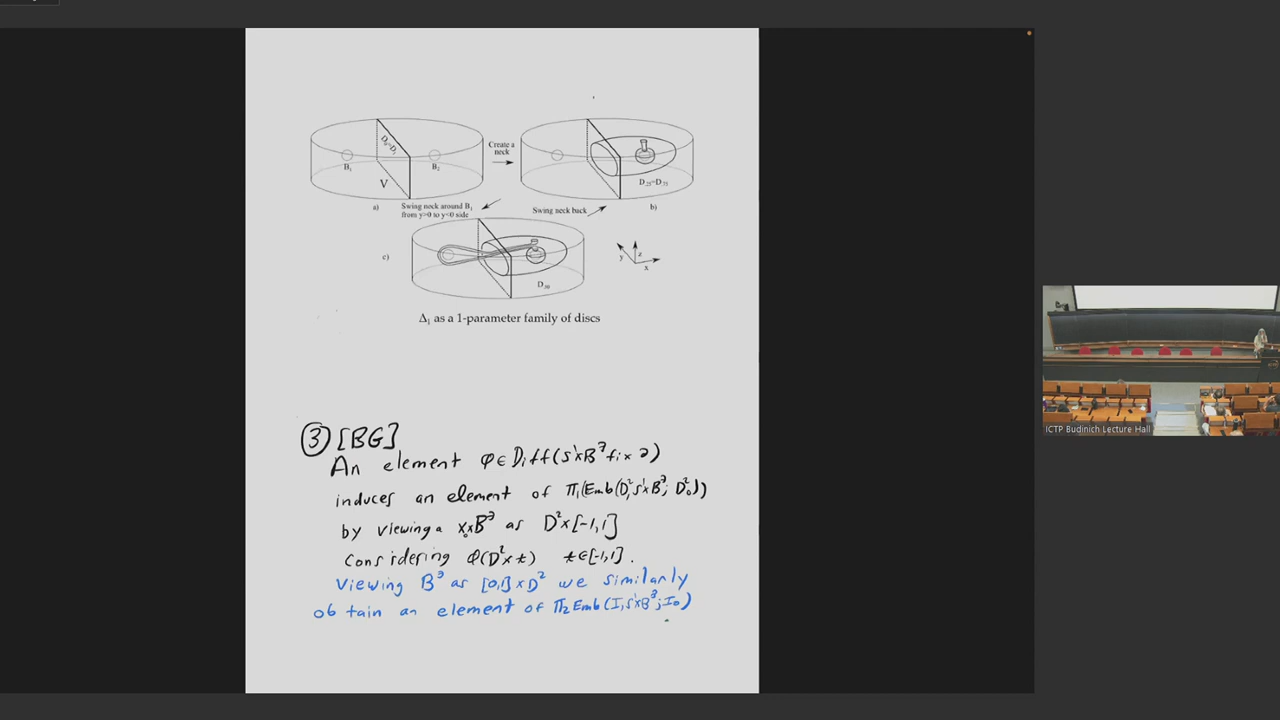 D₀=D₁
B₁
B₂
V
a)
Create a
neck
D.25=D.75
b)
Swing neck around B₁
from y>0 to y<0 side
Swing neck back
c)
D.50
y
z
x
Δ₁ as a 1-parameter family of discs
③ [BG]
An element φ∈Diff(S¹×B³ fix ∂)
induces an element of π₁(Emb(D², S¹×B³; D²₀))
by viewing a x₀×B³ as D²×[-1,1]
Considering φ(D²×t) t∈[-1,1].
Viewing B³ as [0,1]×D² we similarly
obtain an element of π₂Emb(I, S¹×B³; I₀)
ICTP Budinich Lecture Hall